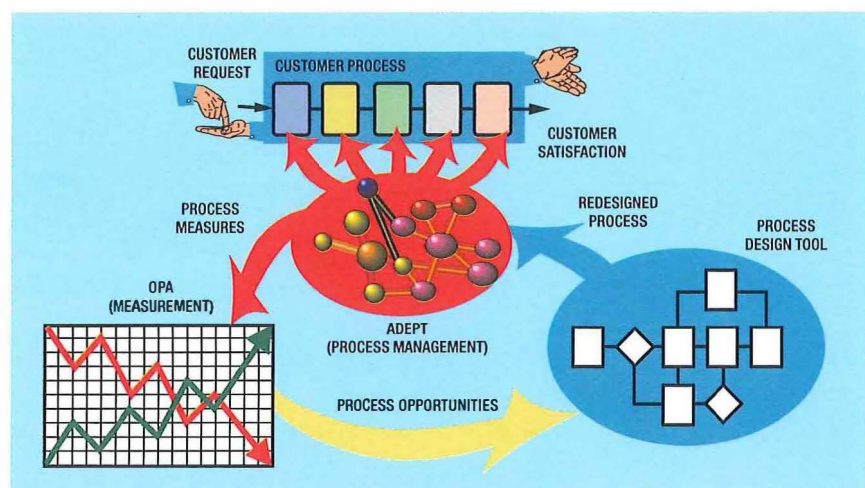 CUSTOMER
REQUEST
CUSTOMER PROCESS
CUSTOMER
SATISFACTION
PROCESS
MEASURES
REDESIGNED
PROCESS
PROCESS
DESIGN TOOL
OPA
(MEASUREMENT)
ADEPT
(PROCESS MANAGEMENT)
PROCESS OPPORTUNITIES